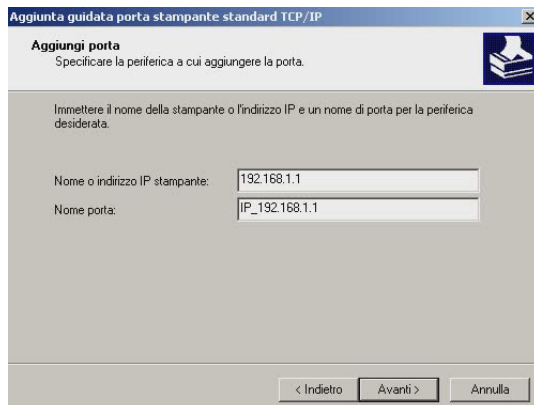 Aggiunta guidata porta stampante standard TCP/IP
Aggiungi porta
Specificare la periferica a cui aggiungere la porta.
Immettere il nome della stampante o l'indirizzo IP e un nome di porta per la periferica
desiderata.
Nome o indirizzo IP stampante: 192.168.1.1
Nome porta: IP_192.168.1.1
< Indietro Avanti > Annulla